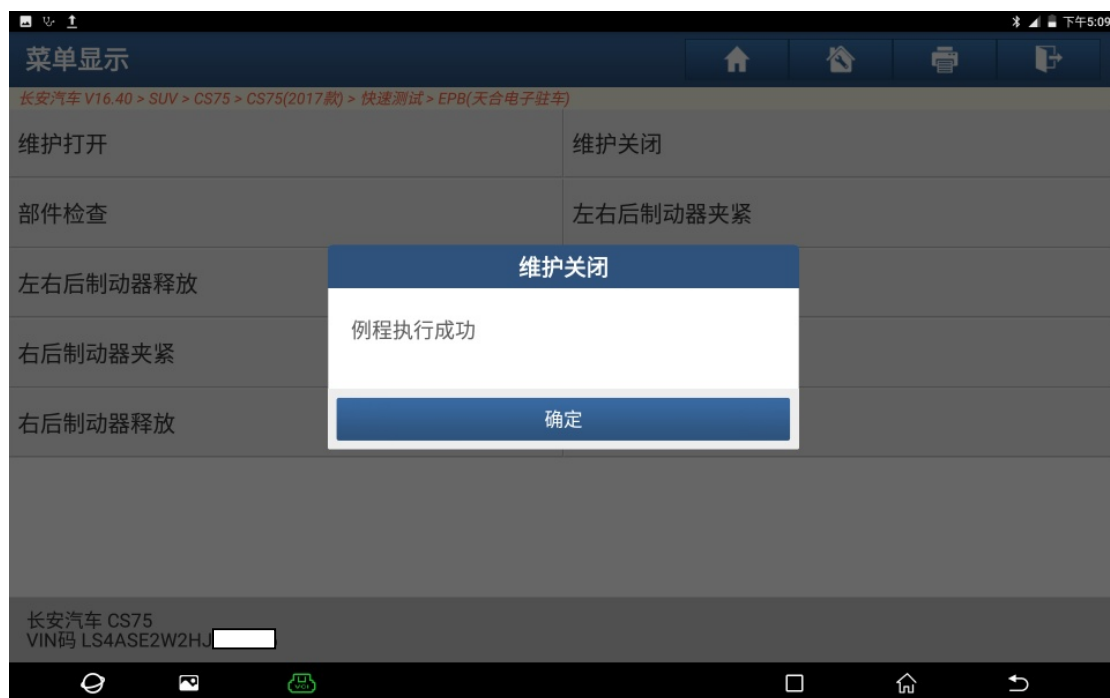 下午5:09
菜单显示
长安汽车 V16.40 > SUV > CS75 > CS75(2017款) > 快速测试 > EPB(天合电子驻车)
维护打开
维护关闭
部件检查
左右后制动器夹紧
左右后制动器释放
维护关闭
例程执行成功
右后制动器夹紧
确定
右后制动器释放
长安汽车 CS75
VIN码 LS4ASE2W2HJ
VCI